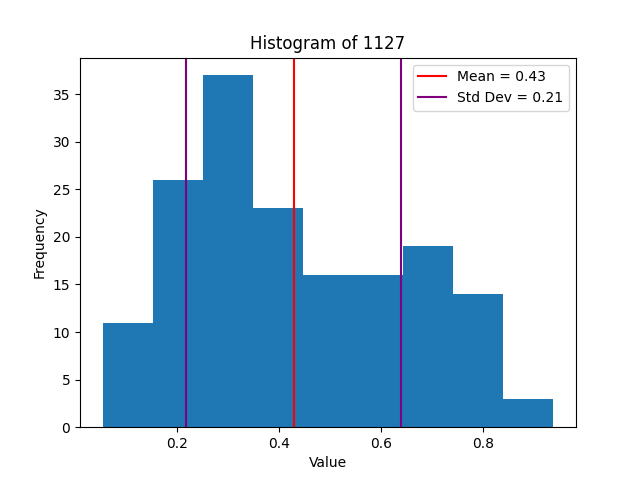 Histogram of 1127
Mean = 0.43
Std Dev = 0.21
35
30
25
20
15
10
5
0
Frequency
0.2 0.4 0.6 0.8
Value